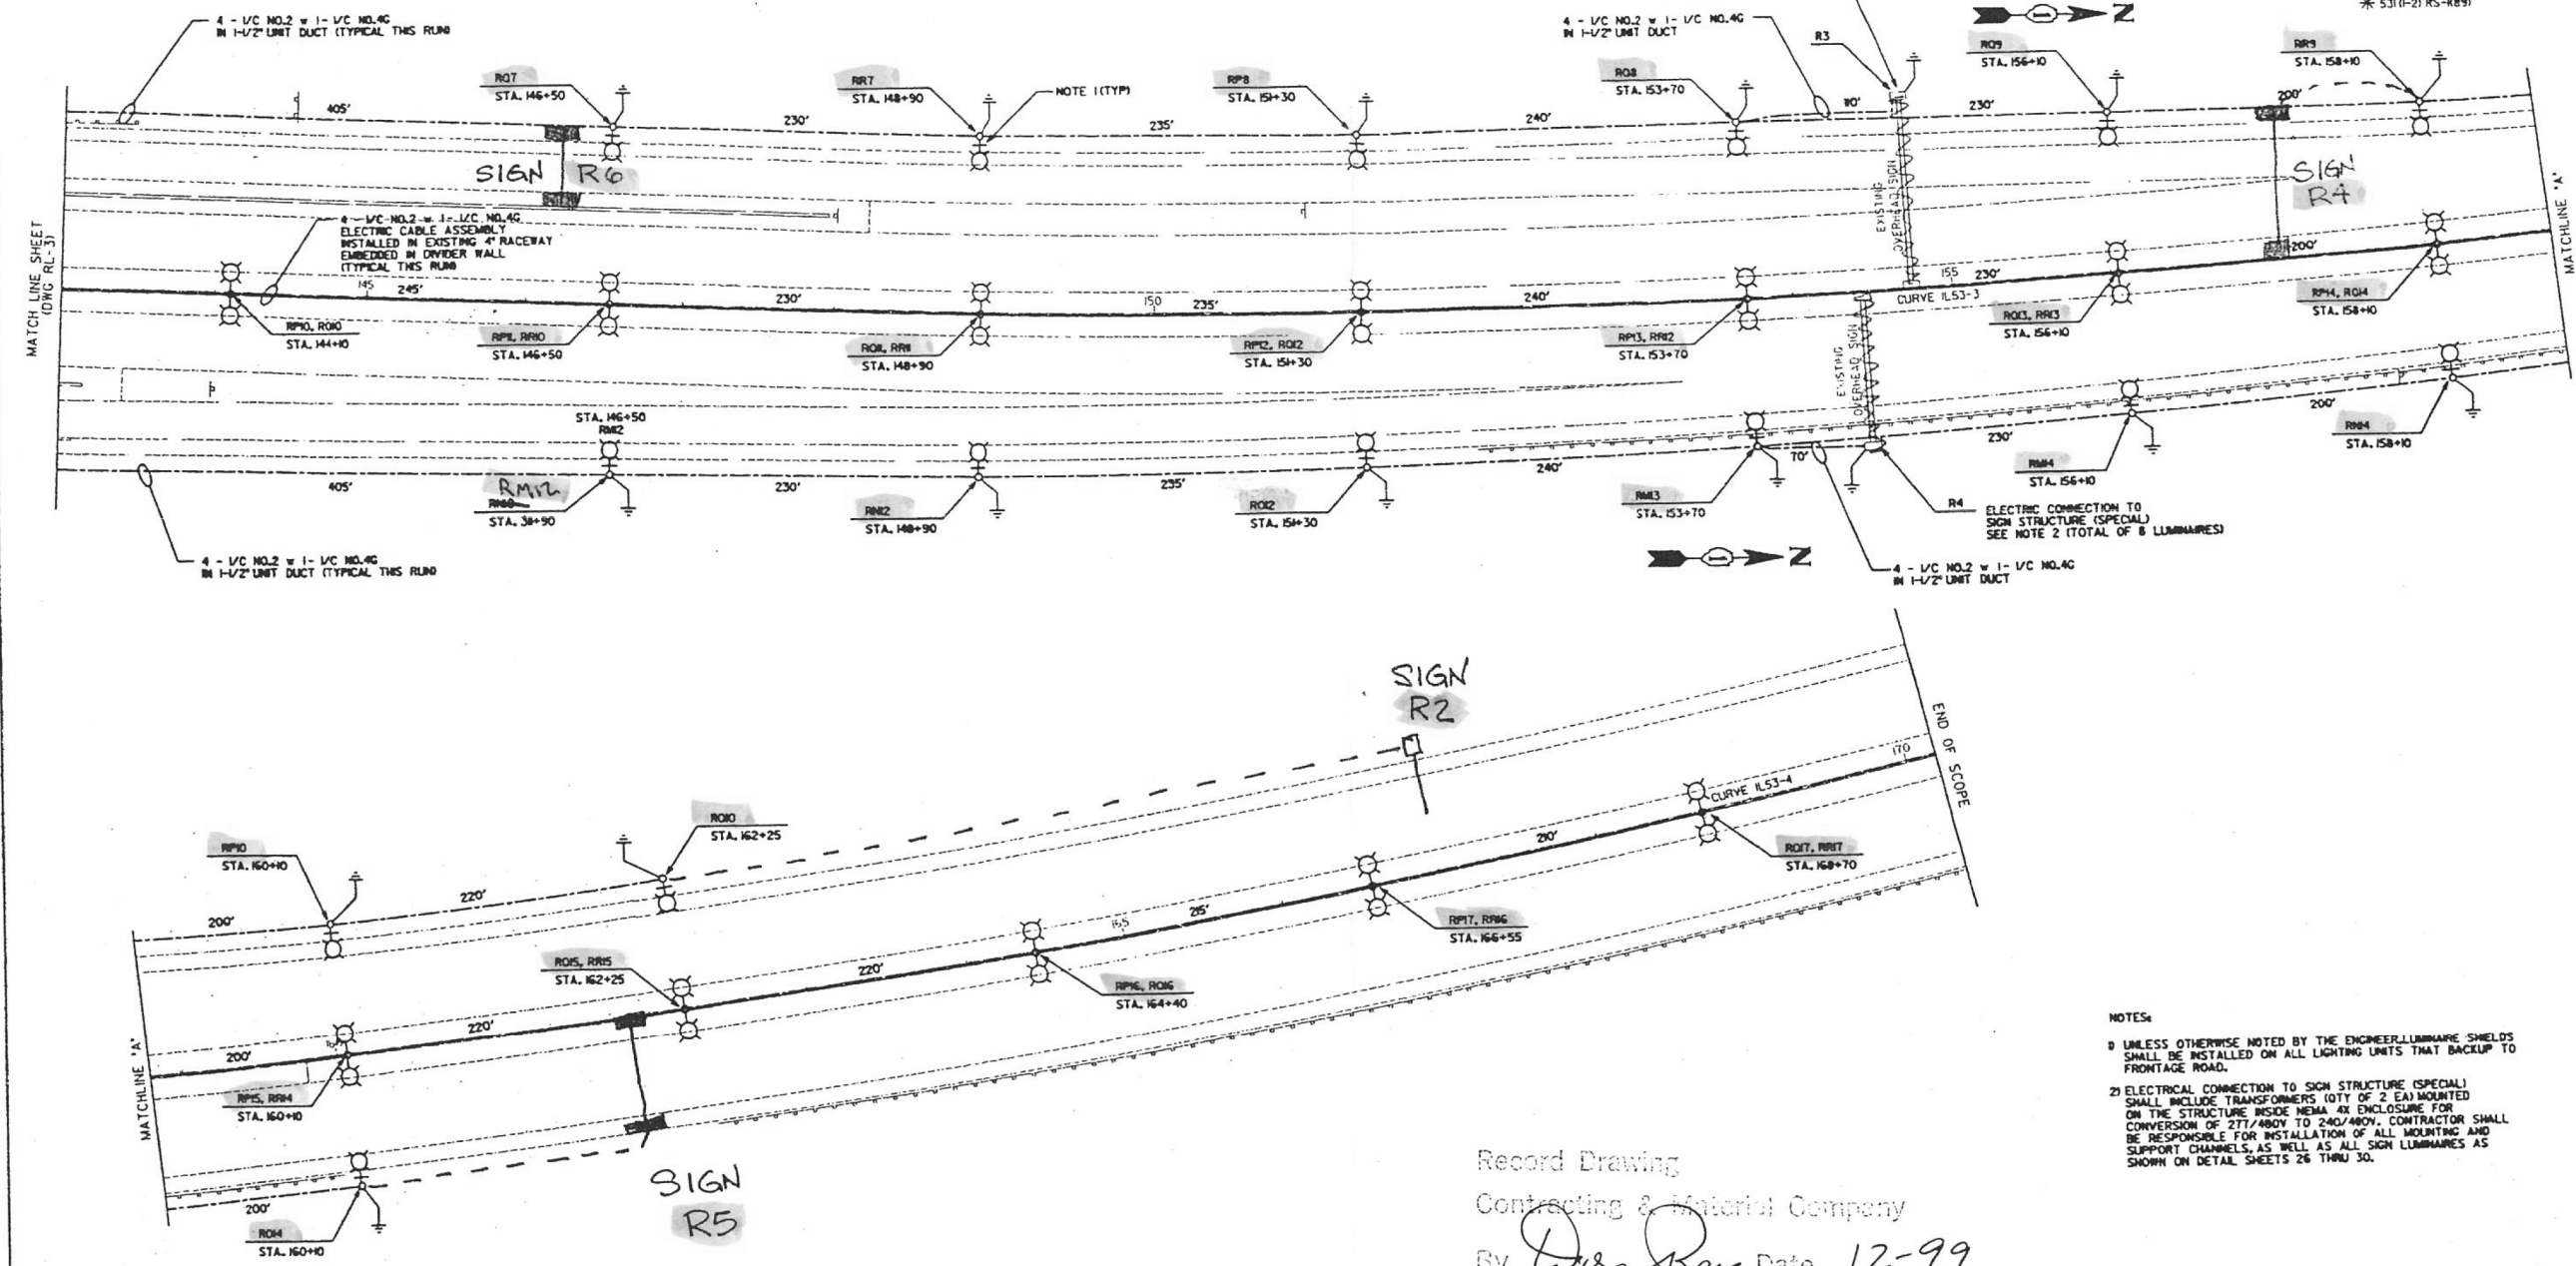 4 - 1/C NO.2 w 1- 1/C NO.4G
IN 1-1/2" UNIT DUCT (TYPICAL THIS RUN)
4 - 1/C NO.2 w 1- 1/C NO.4G
IN 1-1/2" UNIT DUCT
N
R3
RQ7
STA. 146+50
RR7
STA. 148+90
NOTE 1(TYP)
RP8
STA. 151+30
RQ8
STA. 153+70
RQ9
STA. 156+10
RR9
STA. 158+10
405'
230'
235'
240'
110'
230'
200'
SIGN R6
SIGN
R4
EXISTING
OVERHEAD SIGN
MATCH LINE SHEET
(DWG RL-3)
MATCHLINE "A"
4 - 1/C NO.2 w 1- 1/C NO.4G
ELECTRIC CABLE ASSEMBLY
INSTALLED IN EXISTING 4" RACEWAY
EMBEDDED IN DIVIDER WALL
(TYPICAL THIS RUN)
145
245'
230'
150
235'
240'
155
230'
200'
CURVE IL53-3
RP10, RQ10
STA. 144+10
RP11, RR10
STA. 146+50
RQ11, RR11
STA. 148+90
RP12, RQ12
STA. 151+30
RP13, RR12
STA. 153+70
RQ13, RR13
STA. 156+10
RP14, RQ14
STA. 158+10
EXISTING
OVERHEAD SIGN
STA. 146+50
RM12
405'
230'
235'
240'
70'
230'
200'
RM12
STA. 38+90
RN12
STA. 148+90
RO12
STA. 151+30
RM13
STA. 153+70
RM14
STA. 156+10
RN14
STA. 158+10
R4
ELECTRIC CONNECTION TO
SIGN STRUCTURE (SPECIAL)
SEE NOTE 2 (TOTAL OF 8 LUMINAIRES)
4 - 1/C NO.2 w 1- 1/C NO.4G
IN 1-1/2" UNIT DUCT (TYPICAL THIS RUN)
N
4 - 1/C NO.2 w 1- 1/C NO.4G
IN 1-1/2" UNIT DUCT
SIGN
R2
END OF SCOPE
170
CURVE IL53-4
RP10
STA. 160+10
RQ10
STA. 162+25
200'
220'
210'
RQ17, RR17
STA. 168+70
165
215'
RP17, RR16
STA. 166+55
RQ15, RR15
STA. 162+25
220'
RP16, RQ16
STA. 164+40
MATCHLINE "A"
200'
220'
RP15, RR14
STA. 160+10
200'
RO14
STA. 160+10
SIGN
R5
NOTES:
1) UNLESS OTHERWISE NOTED BY THE ENGINEER,LUMINAIRE SHIELDS
SHALL BE INSTALLED ON ALL LIGHTING UNITS THAT BACKUP TO
FRONTAGE ROAD.
2) ELECTRICAL CONNECTION TO SIGN STRUCTURE (SPECIAL)
SHALL INCLUDE TRANSFORMERS (QTY OF 2 EA) MOUNTED
ON THE STRUCTURE INSIDE NEMA 4X ENCLOSURE FOR
CONVERSION OF 277/480V TO 240/480V. CONTRACTOR SHALL
BE RESPONSIBLE FOR INSTALLATION OF ALL MOUNTING AND
SUPPORT CHANNELS, AS WELL AS ALL SIGN LUMINAIRES AS
SHOWN ON DETAIL SHEETS 26 THRU 30.
Record Drawing
Contracting & Material Company
By Date 12-99